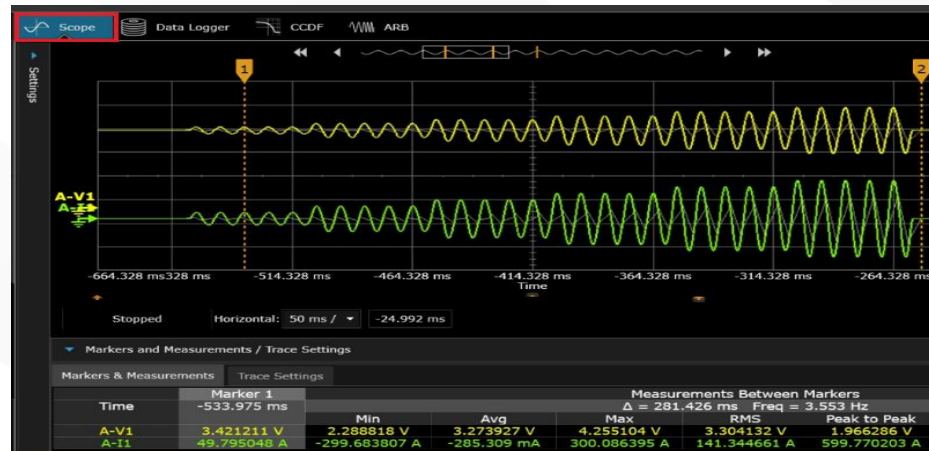 Scope Data Logger CCDF ARB
Settings
1 2
A-V1
A-I1
-664.328 ms328 ms -514.328 ms -464.328 ms -414.328 ms -364.328 ms -314.328 ms -264.328 ms
Time
Stopped Horizontal: 50 ms / -24.992 ms
Markers and Measurements / Trace Settings
Markers & Measurements Trace Settings
Marker 1 Measurements Between Markers
Time -533.975 ms Δ = 281.426 ms Freq = 3.553 Hz
Min Avg Max RMS Peak to Peak
A-V1 3.421211 V 2.288818 V 3.273927 V 4.255104 V 3.304132 V 1.966286 V
A-I1 49.795048 A -299.683807 A -285.309 mA 300.086395 A 141.344661 A 599.770203 A